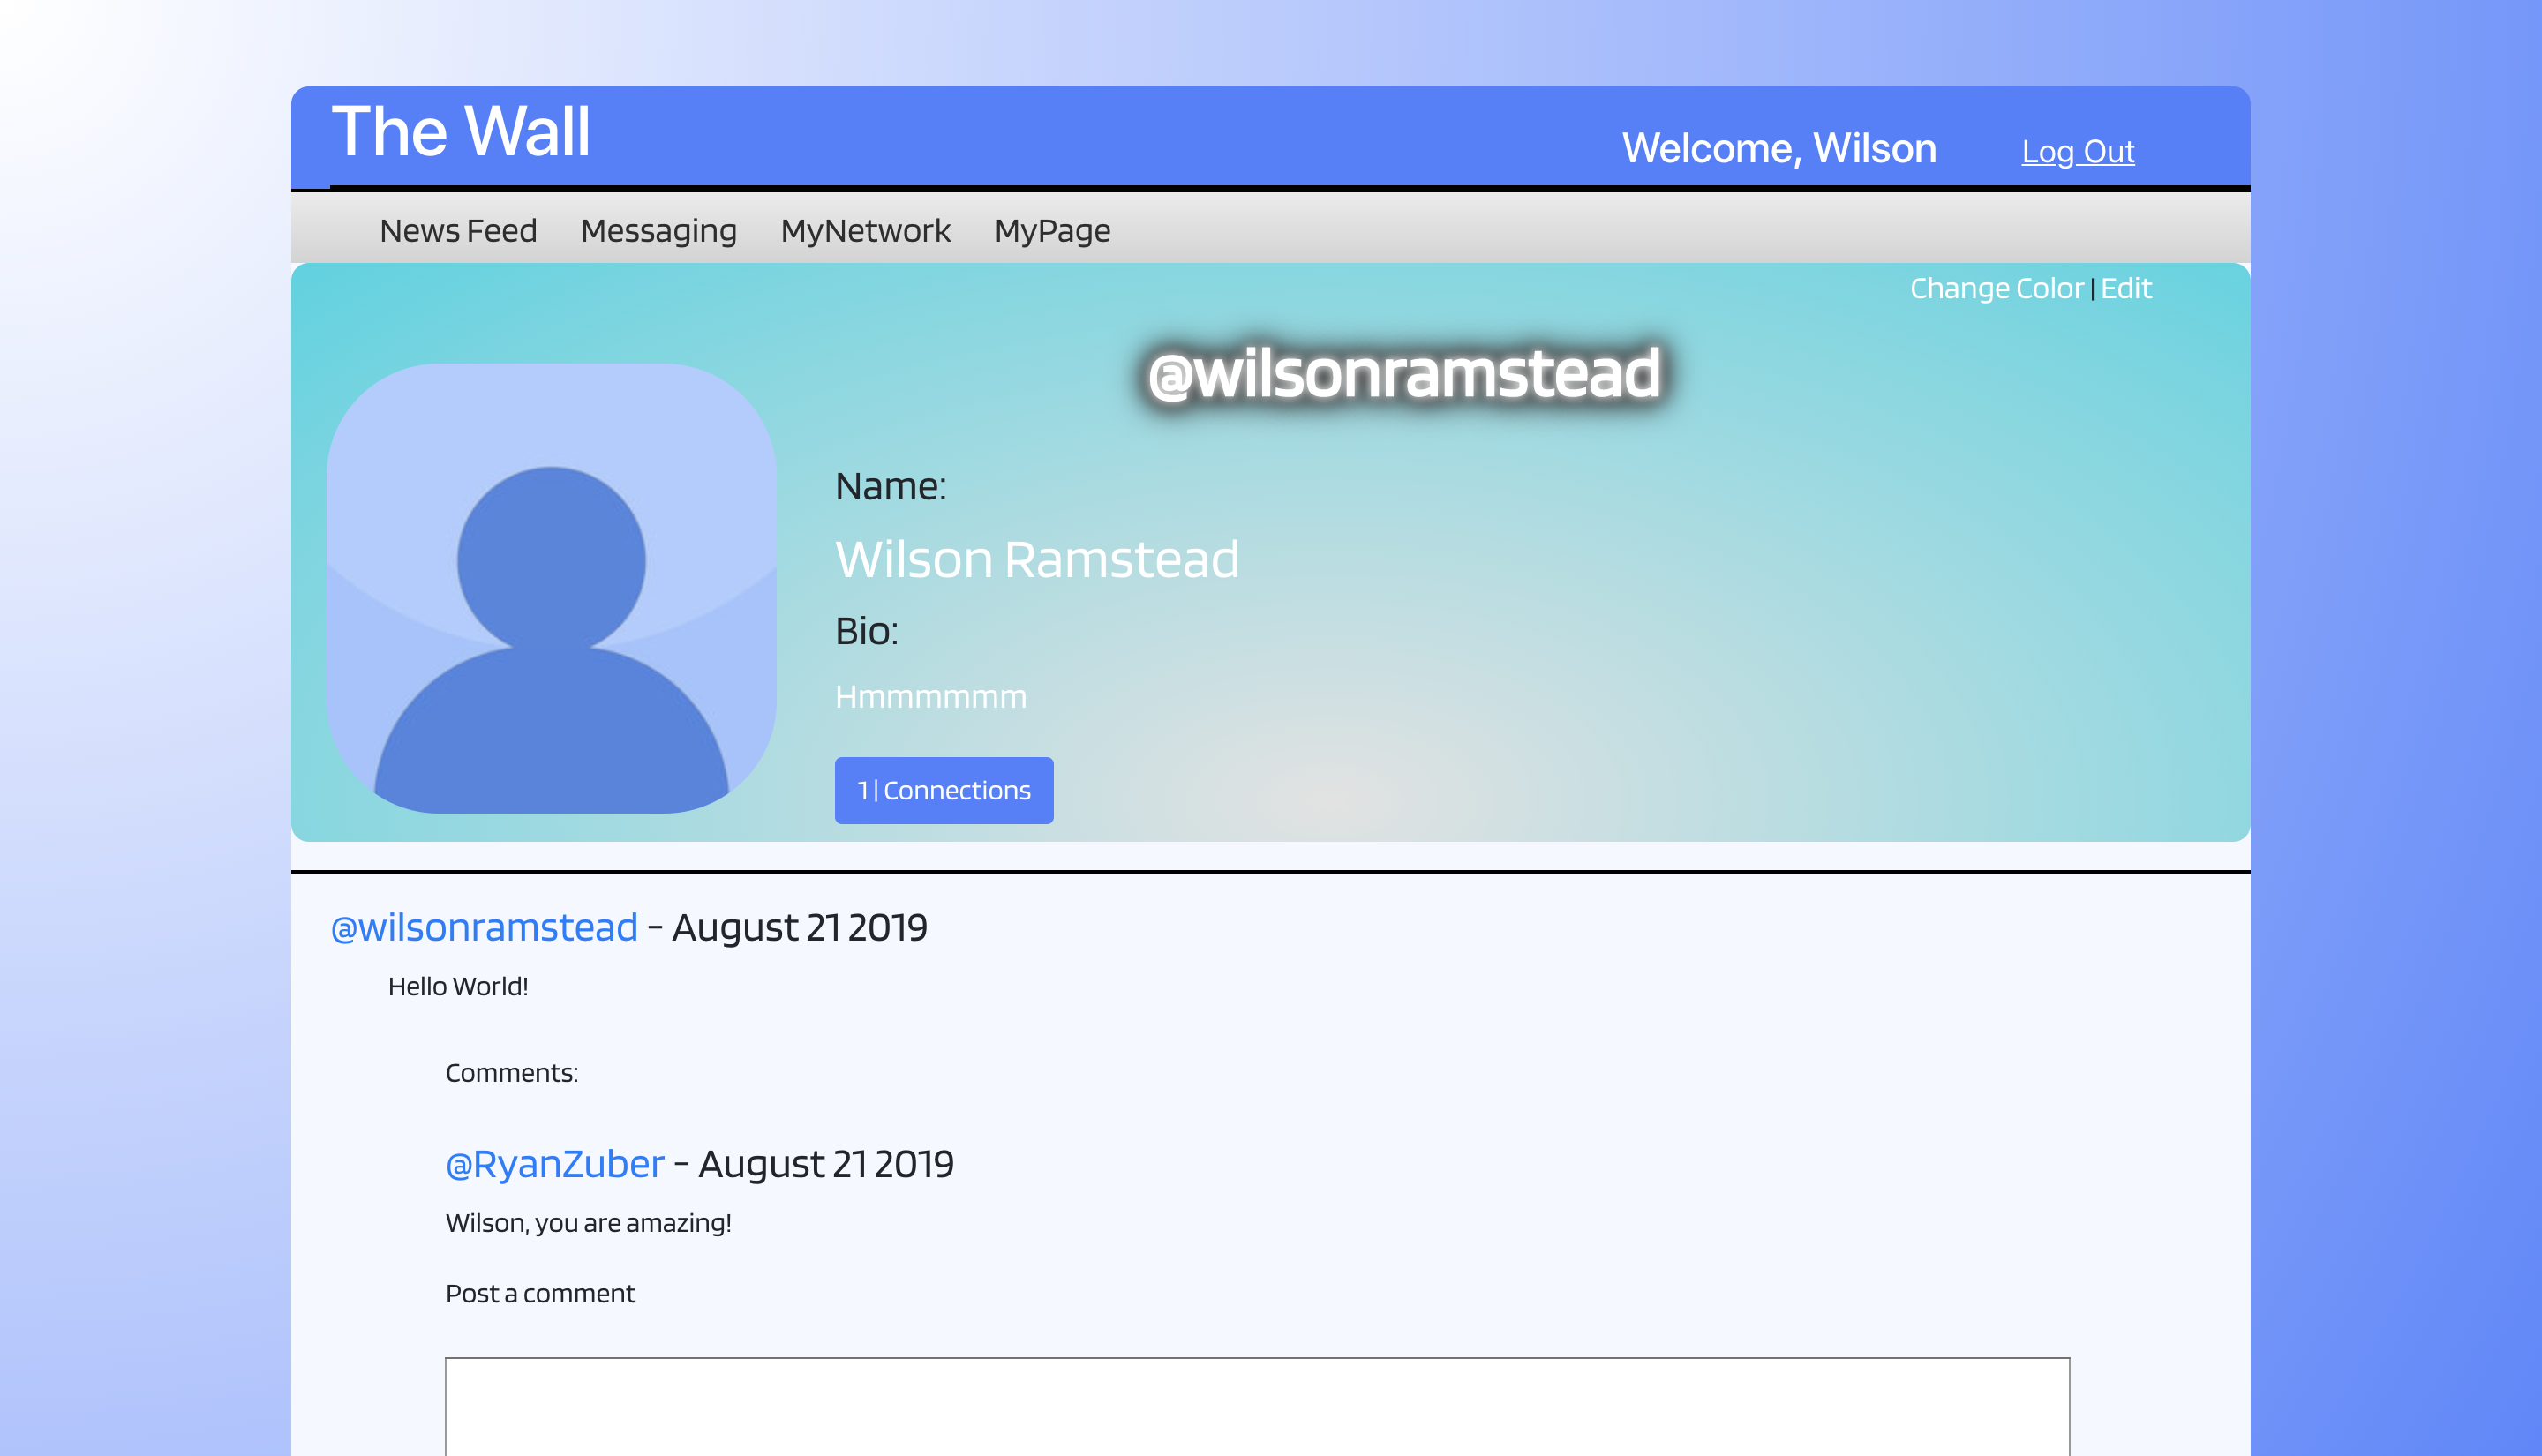 The Wall
Welcome, Wilson Log Out
News Feed Messaging MyNetwork MyPage
Change Color | Edit
@wilsonramstead
Name:
Wilson Ramstead
Bio:
Hmmmmmm
1 | Connections
@wilsonramstead - August 21 2019
Hello World!
Comments:
@RyanZuber - August 21 2019
Wilson, you are amazing!
Post a comment